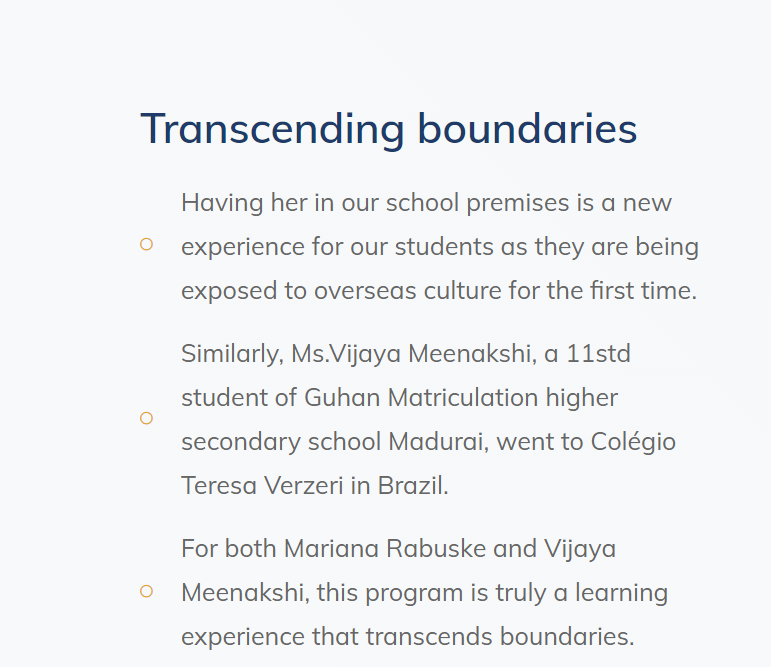 Transcending boundaries
Having her in our school premises is a new
experience for our students as they are being
exposed to overseas culture for the first time.
Similarly, Ms.Vijaya Meenakshi, a 11std
student of Guhan Matriculation higher
secondary school Madurai, went to Colégio
Teresa Verzeri in Brazil.
For both Mariana Rabuske and Vijaya
Meenakshi, this program is truly a learning
experience that transcends boundaries.